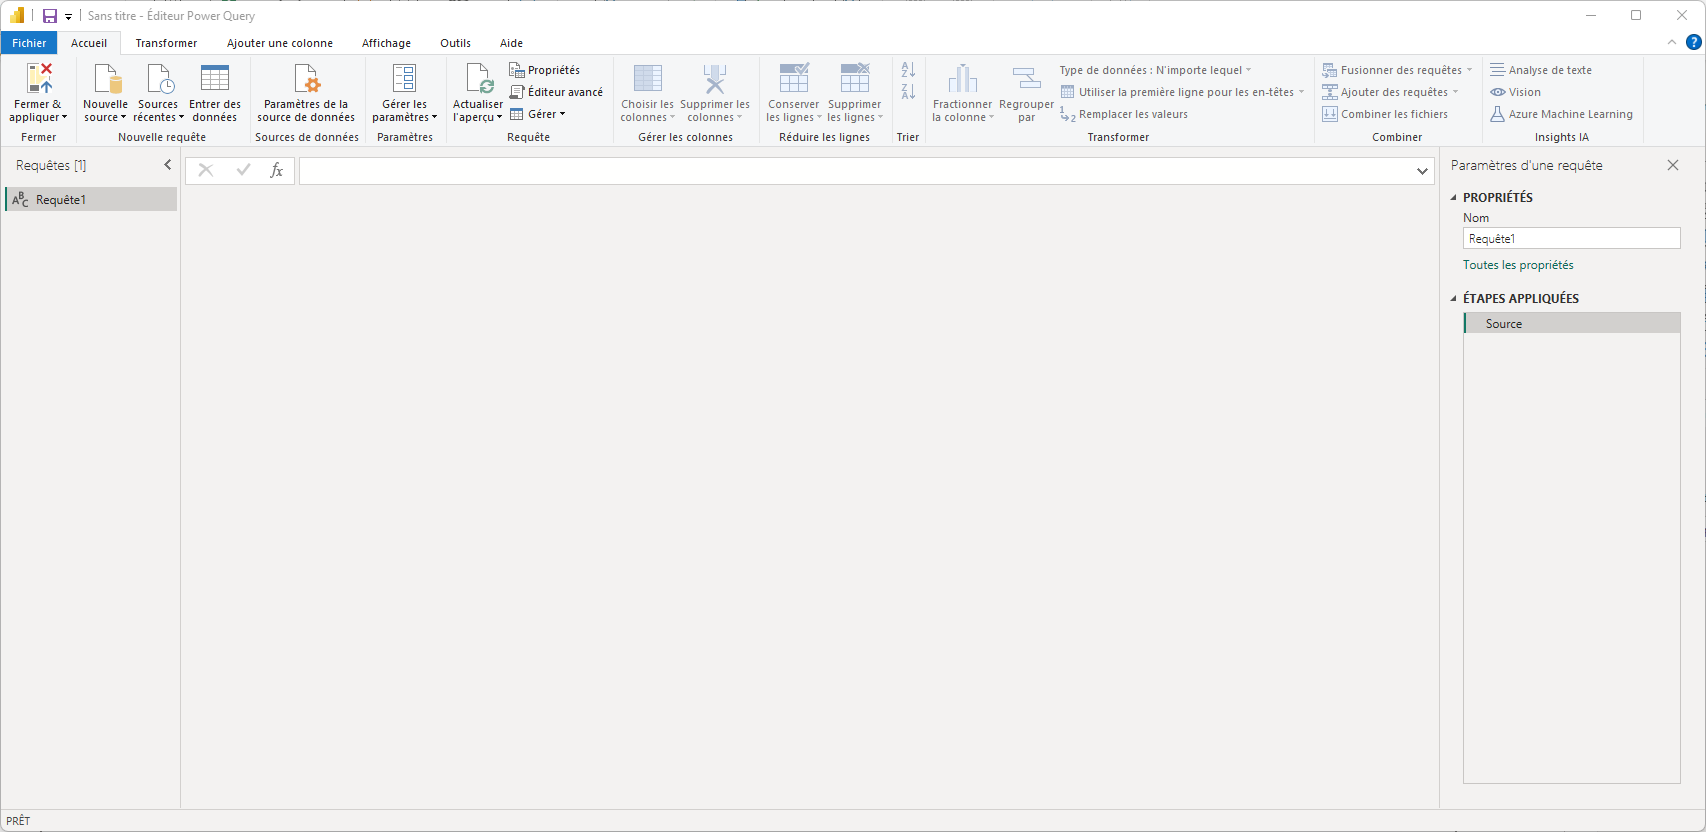 Sans titre - Éditeur Power Query
Fichier
Accueil
Transformer
Ajouter une colonne
Affichage
Outils
Aide
?
Fermer &
appliquer
Fermer
Nouvelle
source
Sources
récentes
Entrer des
données
Nouvelle requête
Paramètres de la
source de données
Sources de données
Gérer les
paramètres
Paramètres
Actualiser
l'aperçu
Propriétés
Éditeur avancé
Gérer
Requête
Choisir les
colonnes
Supprimer les
colonnes
Gérer les colonnes
Conserver
les lignes
Supprimer
les lignes
Réduire les lignes
A
Z
Z
A
Trier
Fractionner
la colonne
Regrouper
par
Type de données : N'importe lequel
Utiliser la première ligne pour les en-têtes
1
2
Remplacer les valeurs
Transformer
Fusionner des requêtes
Ajouter des requêtes
Combiner les fichiers
Combiner
Analyse de texte
Vision
Azure Machine Learning
Insights IA
Requêtes [1]
ABC
Requête1
fx
Paramètres d'une requête
PROPRIÉTÉS
Nom
Requête1
Toutes les propriétés
ÉTAPES APPLIQUÉES
Source
PRÊT